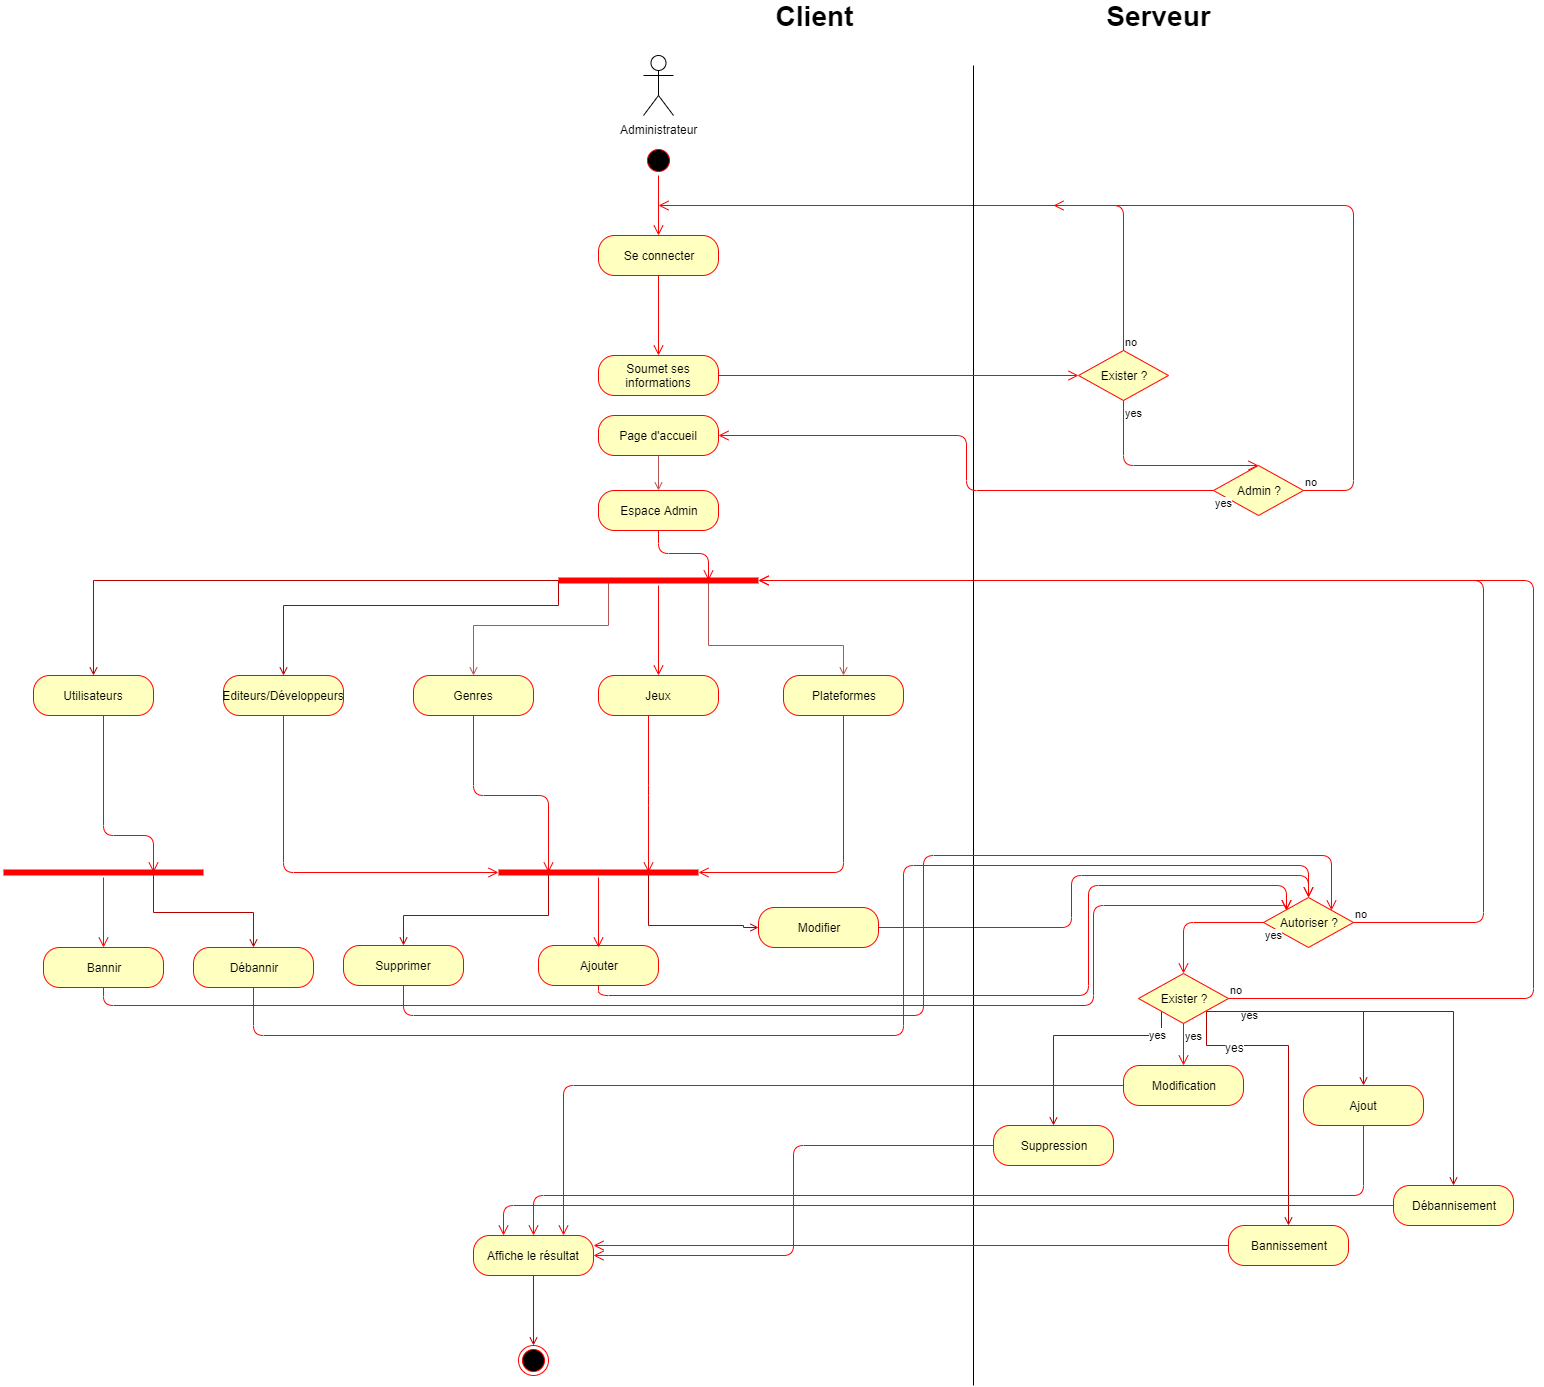 Client
Serveur
Administrateur
Se connecter
no
Soumet ses
informations
Exister ?
yes
Page d'accueil
no
Admin ?
yes
Espace Admin
Utilisateurs
Editeurs/Développeurs
Genres
Jeux
Plateformes
no
Autoriser ?
yes
Modifier
Bannir
Débannir
Supprimer
Ajouter
no
Exister ?
yes
yes
yes
yes
Modification
Ajout
Suppression
Débannisement
Bannissement
Affiche le résultat